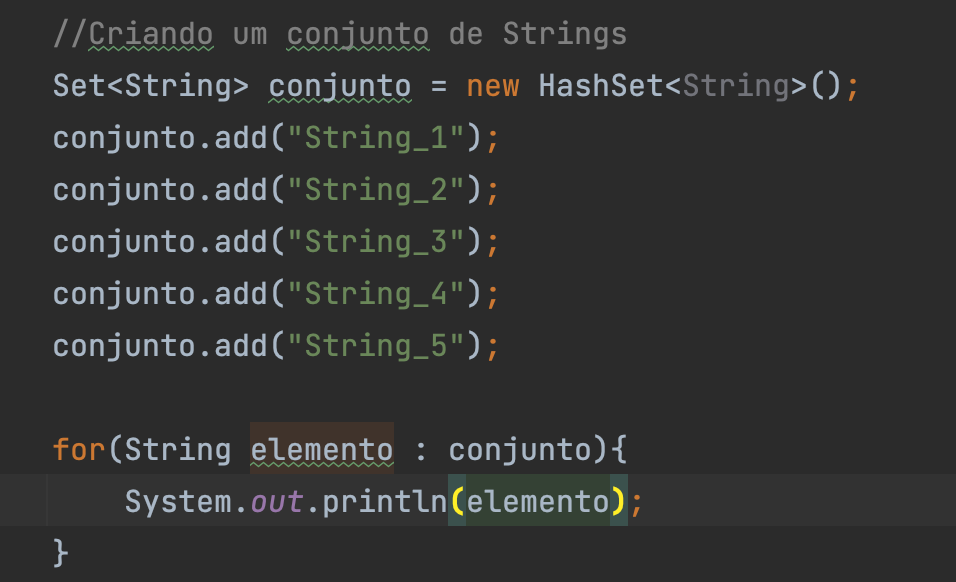 //Criando um conjunto de Strings
Set<String> conjunto = new HashSet<String>();
conjunto.add("String_1");
conjunto.add("String_2");
conjunto.add("String_3");
conjunto.add("String_4");
conjunto.add("String_5");
for(String elemento : conjunto){
System.out.println(elemento);
}